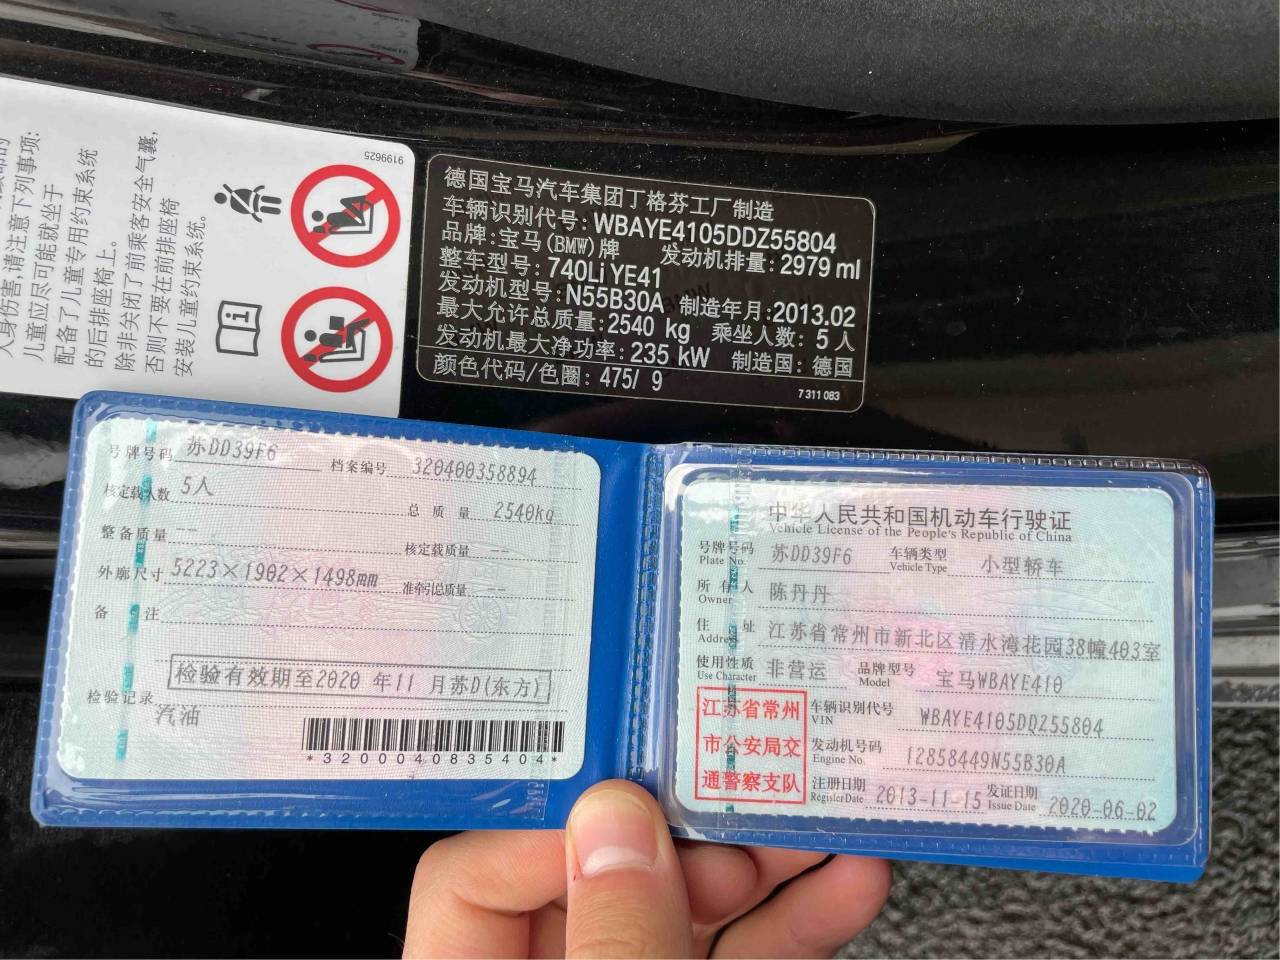 9199625
人身伤害,请注意下列事项:
儿童应尽可能就坐于
配备了儿童专用约束系统
的后排座椅上。
除非关闭了前乘客安全气囊,
否则不要在前排座椅
安装儿童约束系统。
德国宝马汽车集团丁格芬工厂制造
车辆识别代号: WBAYE4105DDZ55804
品牌:宝马(BMW)牌 发动机排量: 2979 ml
整车型号: 740Li YE41
发动机型号: N55B30A 制造年月: 2013.02
最大允许总质量: 2540 kg 乘坐人数: 5 人
发动机最大净功率: 235 kW 制造国: 德国
颜色代码/色圈: 475/ 9
7 311 083
号牌号码 苏DD39F6 档案编号 320400358894
核定载人数 5人 总质量 2540kg
整备质量 -- 核定载质量 --
外廓尺寸 5223×1902×1498mm 准牵引总质量 --
备注
检验有效期至2020 年11 月苏D(东方)
检验记录
汽油
*3200040835404*
中华人民共和国机动车行驶证
Vehicle License of the People's Republic of China
号牌号码 苏DD39F6 车辆类型 小型轿车
Plate No. Vehicle Type
所有人 陈丹丹
Owner
住址 江苏省常州市新北区清水湾花园38幢403室
Address
使用性质 非营运 品牌型号 宝马WBAYE410
Use Character Model
江苏省常州
市公安局交
通警察支队
车辆识别代号 WBAYE4105DDZ55804
VIN
发动机号码 12858449N55B30A
Engine No.
注册日期 2013-11-15 发证日期 2020-06-02
Register Date Issue Date